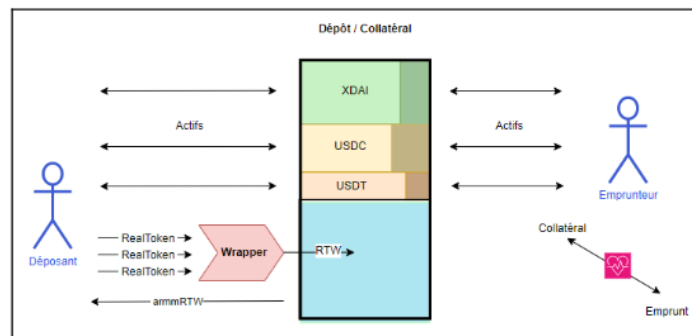 Dépôt / Collatéral
XDAI
Actifs
Actifs
USDC
USDT
Emprunteur
RealToken
RealToken
RealToken
Wrapper
RTW
Déposant
Collatéral
armmRTW
Emprunt